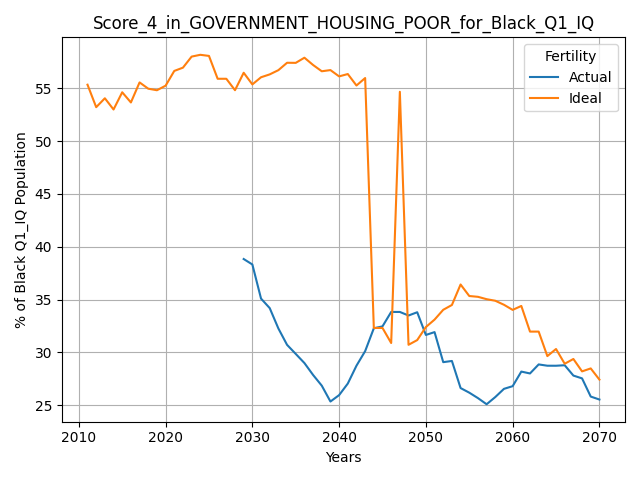 Score_4_in_GOVERNMENT_HOUSING_POOR_for_Black_Q1_IQ
Fertility
Actual
Ideal
% of Black Q1_IQ Population
55
50
45
40
35
30
25
2010
2020
2030
2040
2050
2060
2070
Years